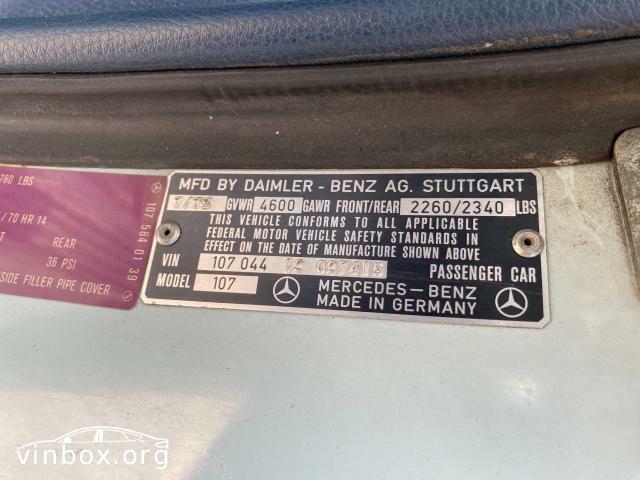 780 LBS
/70 HR 14
REAR
36 PSI
SIDE FILLER PIPE COVER
107 584 01 39
MFD BY DAIMLER - BENZ AG. STUTTGART
GVWR 4600 GAWR FRONT/REAR 2260/2340 LBS
THIS VEHICLE CONFORMS TO ALL APPLICABLE
FEDERAL MOTOR VEHICLE SAFETY STANDARDS IN
EFFECT ON THE DATE OF MANUFACTURE SHOWN ABOVE
VIN 107 044 12 PASSENGER CAR
MODEL 107 MERCEDES-BENZ
MADE IN GERMANY
vinbox.org